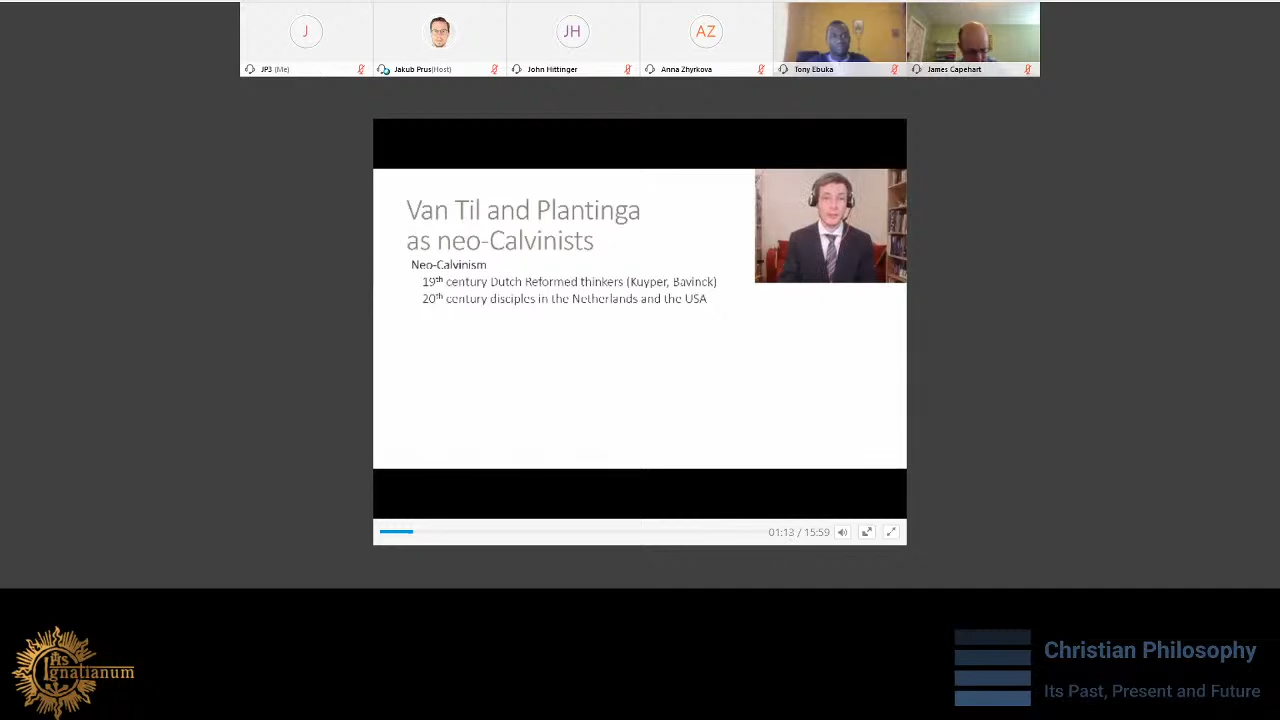 J
JH
AZ
JP3 (Me)
Jakub Prus(Host)
John Hittinger
Anna Zhyrkova
Tony Ebuka
James Capehart
Van Til and Plantinga
as neo-Calvinists
Neo-Calvinism
19th century Dutch Reformed thinkers (Kuyper, Bavinck)
20th century disciples in the Netherlands and the USA
01:13 / 15:59
IHS
Ignatianum
Christian Philosophy
Its Past, Present and Future